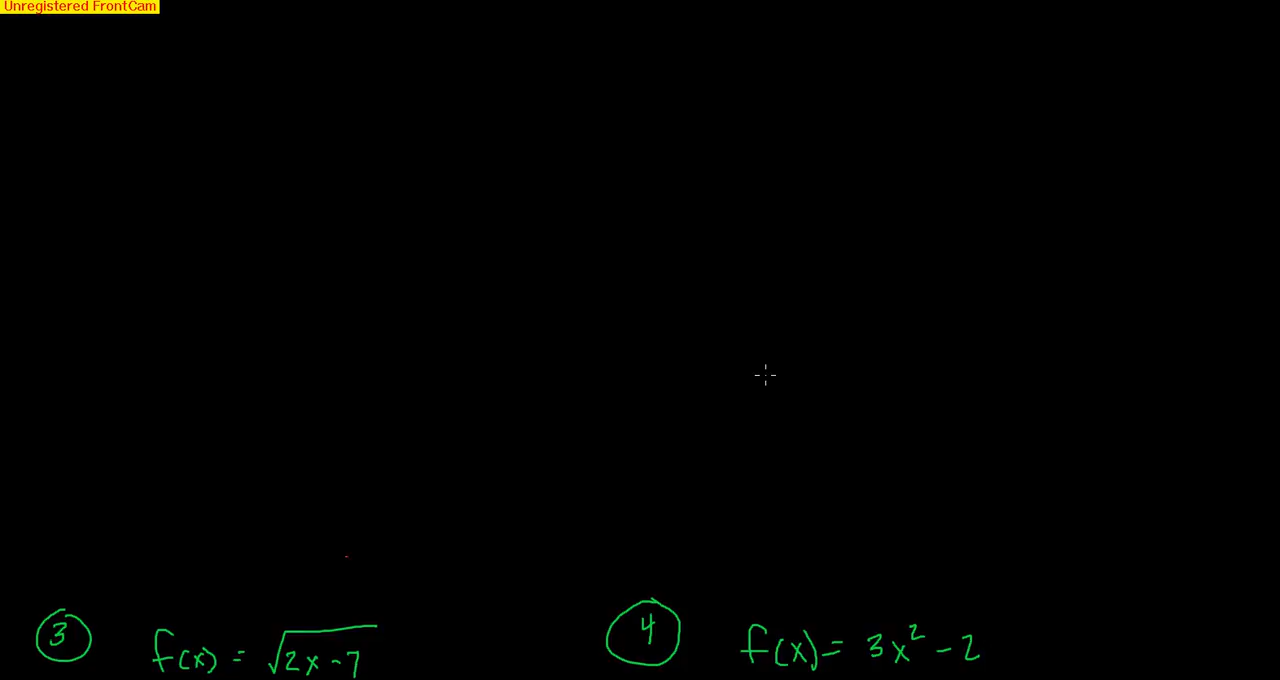 Unregistered FrontCam
3 f(x) = √2x-7 4 f(x) = 3x² - 2